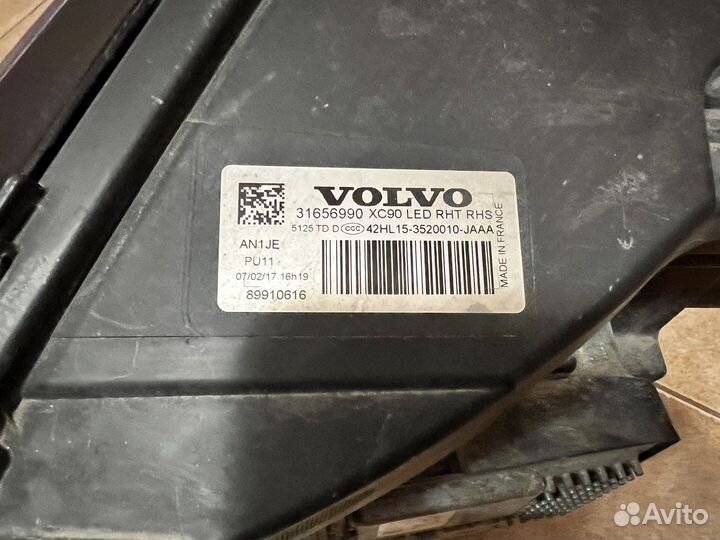 VOLVO
31656990 XC90 LED RHT RHS
5125 TD D CCC 42HL15-3520010-JAAA
AN1JE
PU11
07/02/17 16h19
89910616
MADE IN FRANCE
Avito